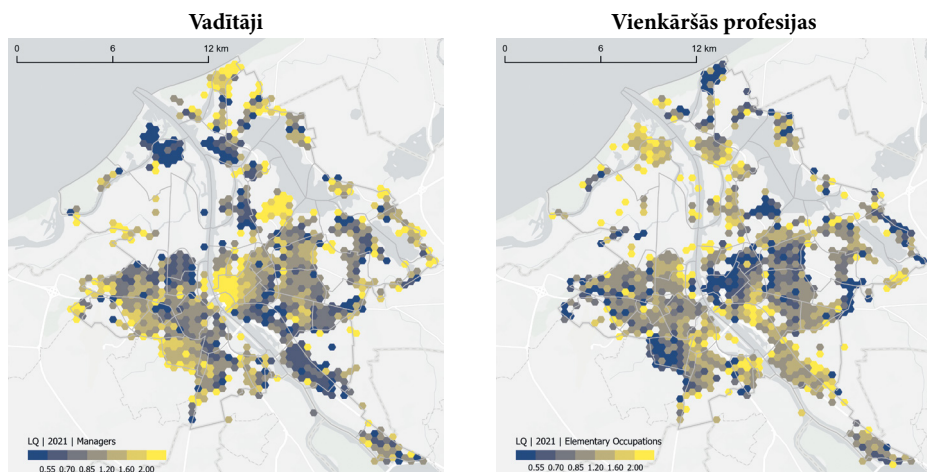 Vadītāji
0 6 12 km
LQ | 2021 | Managers
0.55 0.70 0.85 1.20 1.60 2.00
Vienkāršās profesijas
0 6 12 km
LQ | 2021 | Elementary Occupations
0.55 0.70 0.85 1.20 1.60 2.00